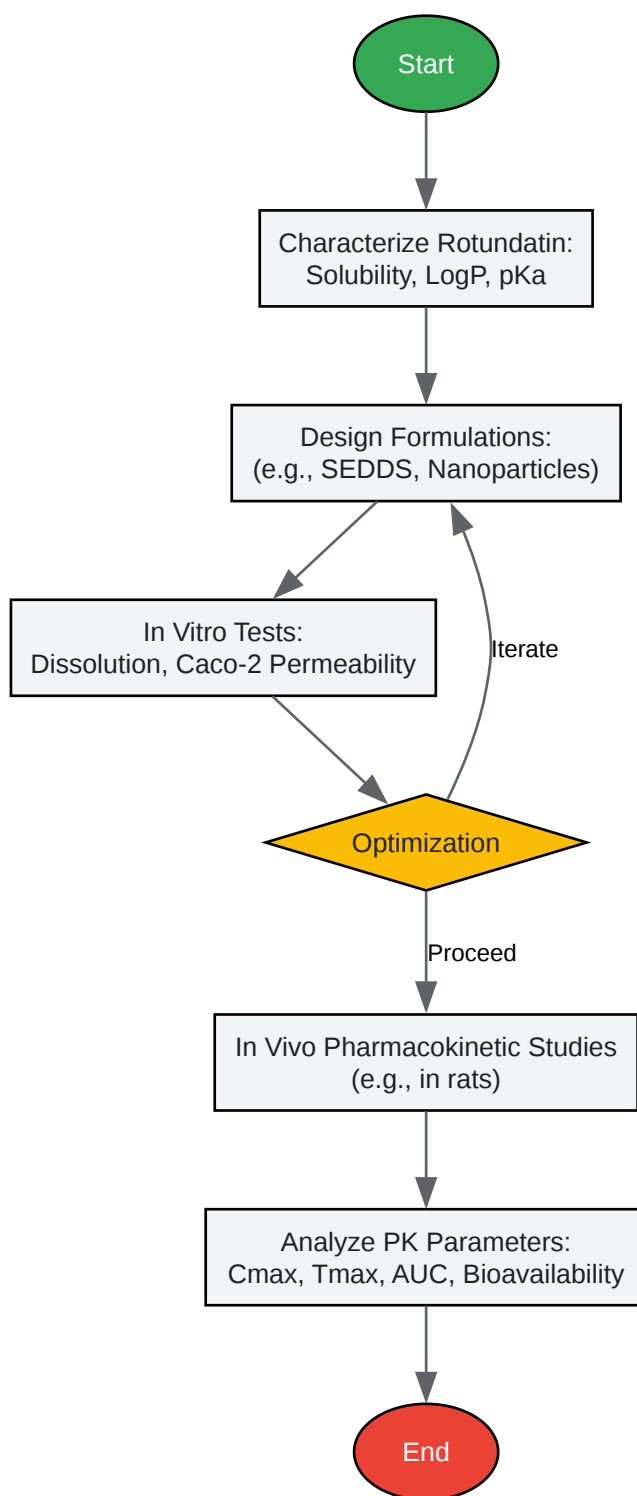 Start
Characterize Rotundatin:
Solubility, LogP, pKa
Design Formulations:
(e.g., SEDDS, Nanoparticles)
In Vitro Tests:
Dissolution, Caco-2 Permeability
Iterate
Optimization
Proceed
In Vivo Pharmacokinetic Studies
(e.g., in rats)
Analyze PK Parameters:
Cmax, Tmax, AUC, Bioavailability
End